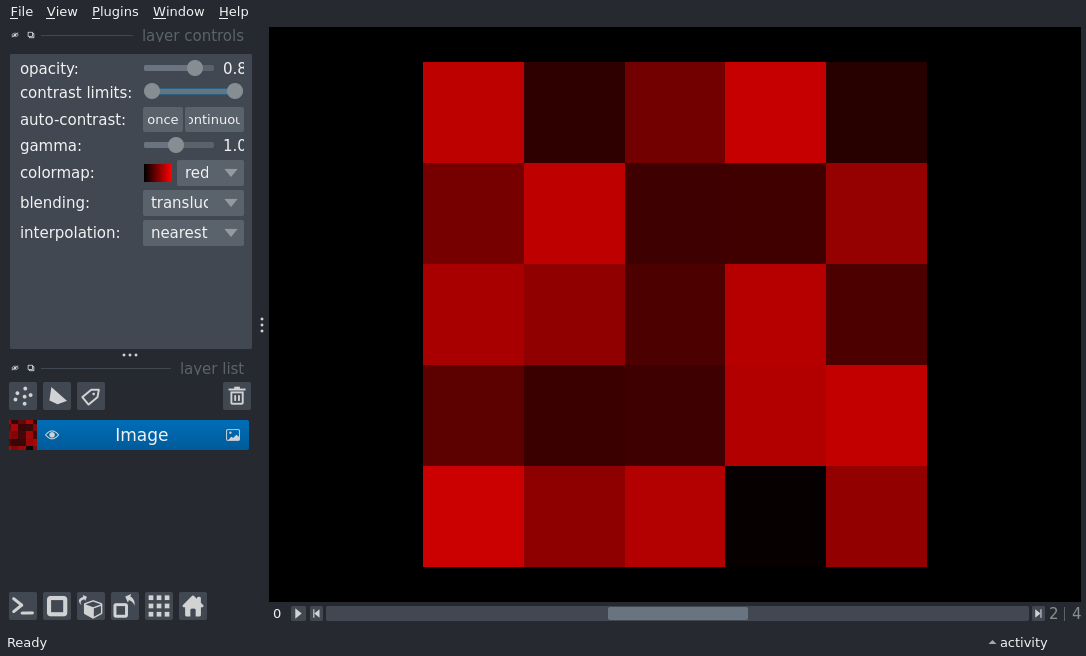 File View Plugins Window Help
layer controls
opacity: 0.8
contrast limits:
auto-contrast: once ontinuou
gamma: 1.0
colormap: red
blending: transluc
interpolation: nearest
layer list
Image
0 2 | 4
Ready activity